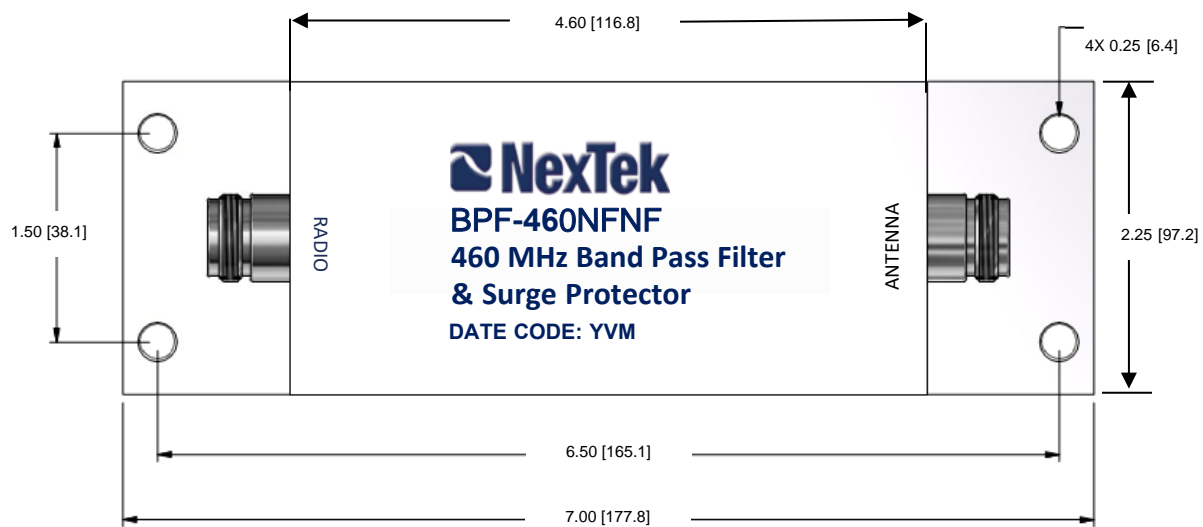 4.60 [116.8]
4X 0.25 [6.4]
NexTek
BPF-460NFNF
460 MHz Band Pass Filter
& Surge Protector
DATE CODE: YVM
RADIO
ANTENNA
1.50 [38.1]
2.25 [97.2]
6.50 [165.1]
7.00 [177.8]